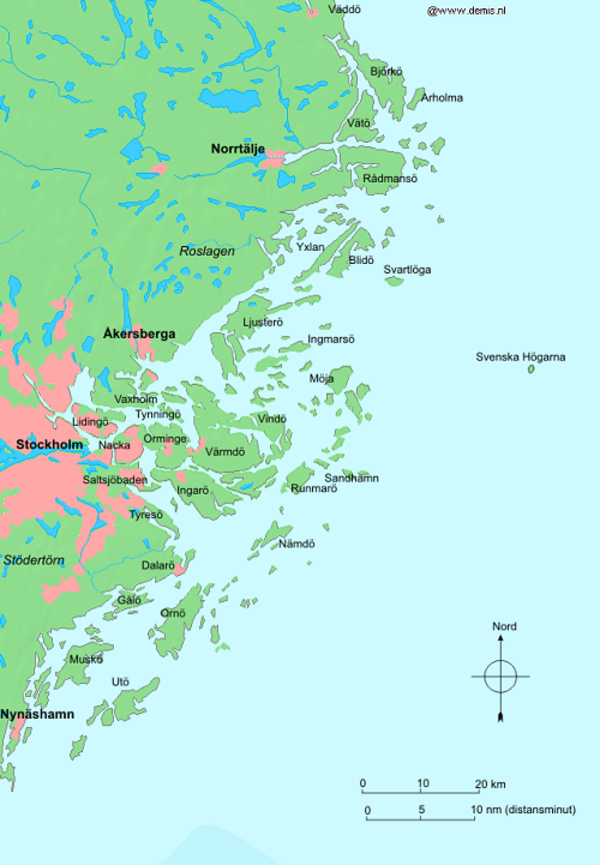 @www.demis.nl
Väddö
Björkö
Arholma
Vätö
Norrtälje
Rådmansö
Yxlan
Roslagen
Blidö
Svartlöga
Ljusterö
Åkersberga
Ingmarsö
Svenska Högarna
Möja
Vaxholm
Tynningö
Vindö
Lidingö
Orminge
Stockholm
Nacka
Värmdö
Saltsjöbaden
Sandhamn
Ingarö
Runmarö
Tyresö
Nämdö
Stödertörn
Dalarö
Gålö
Ornö
Nord
Muskö
Utö
Nynäshamn
0 10 20 km
0 5 10 nm (distansminut)